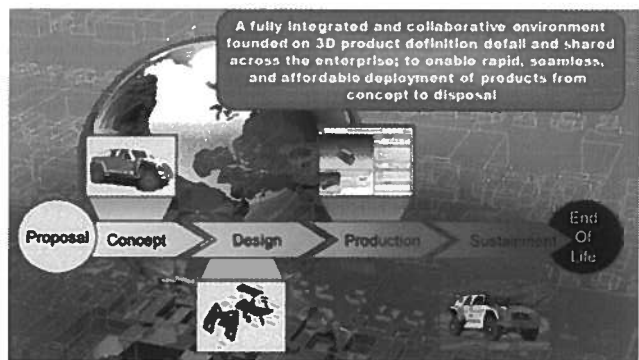 A fully integrated and collaborative environment
founded on 3D product definition detail and shared
across the enterprise; to enable rapid, seamless,
and affordable deployment of products from
concept to disposal
Proposal
Concept
Design
Production
Sustainment
End
Of
Life